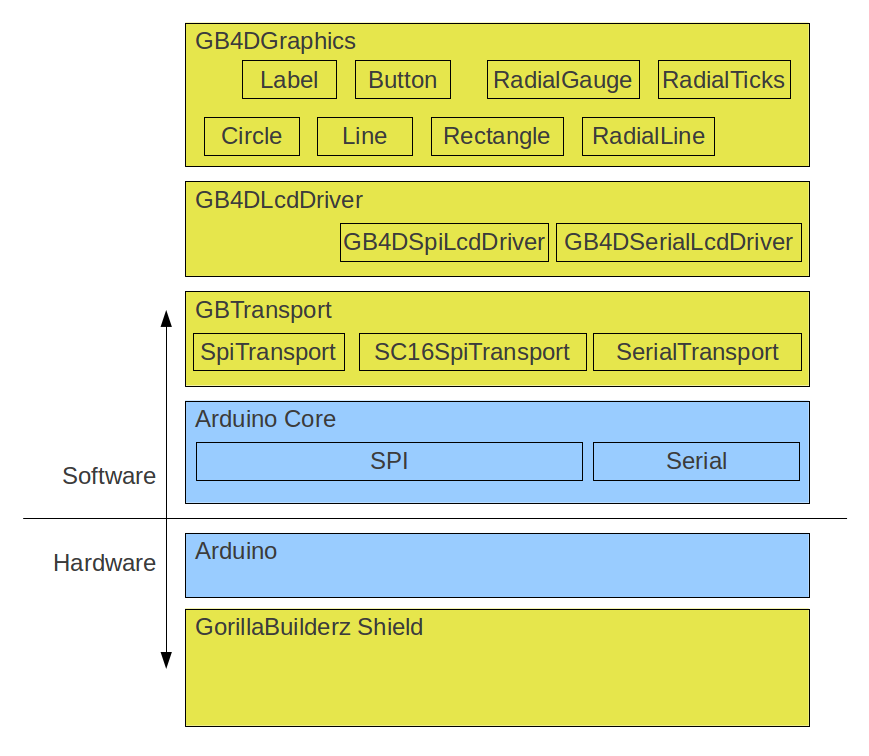 GB4DGraphics
Label Button RadialGauge RadialTicks
Circle Line Rectangle RadialLine
GB4DLcdDriver
GB4DSpiLcdDriver GB4DSerialLcdDriver
GBTransport
SpiTransport SC16SpiTransport SerialTransport
Arduino Core
SPI Serial
Software
Arduino
Hardware
GorillaBuilderz Shield